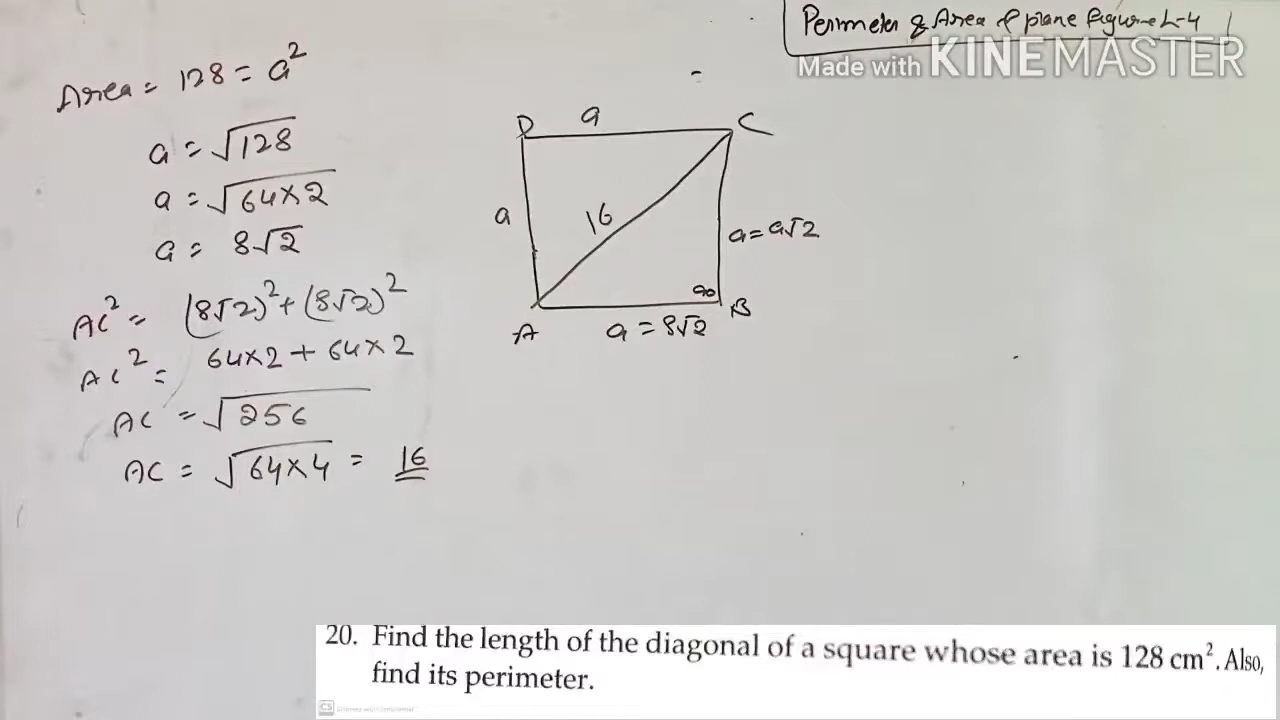 Perimeter & Area of plane figure L-4
Made with KINEMASTER
Area = 128 = a²
a = √128
a = √64×2
a = 8√2
AC² = (8√2)² + (8√2)²
AC² = 64×2 + 64×2
AC = √256
AC = √64×4 = 16
D
a
C
a
16
a = a√2
90
A
a = 8√2
B
20. Find the length of the diagonal of a square whose area is 128 cm². Also,
find its perimeter.
CS